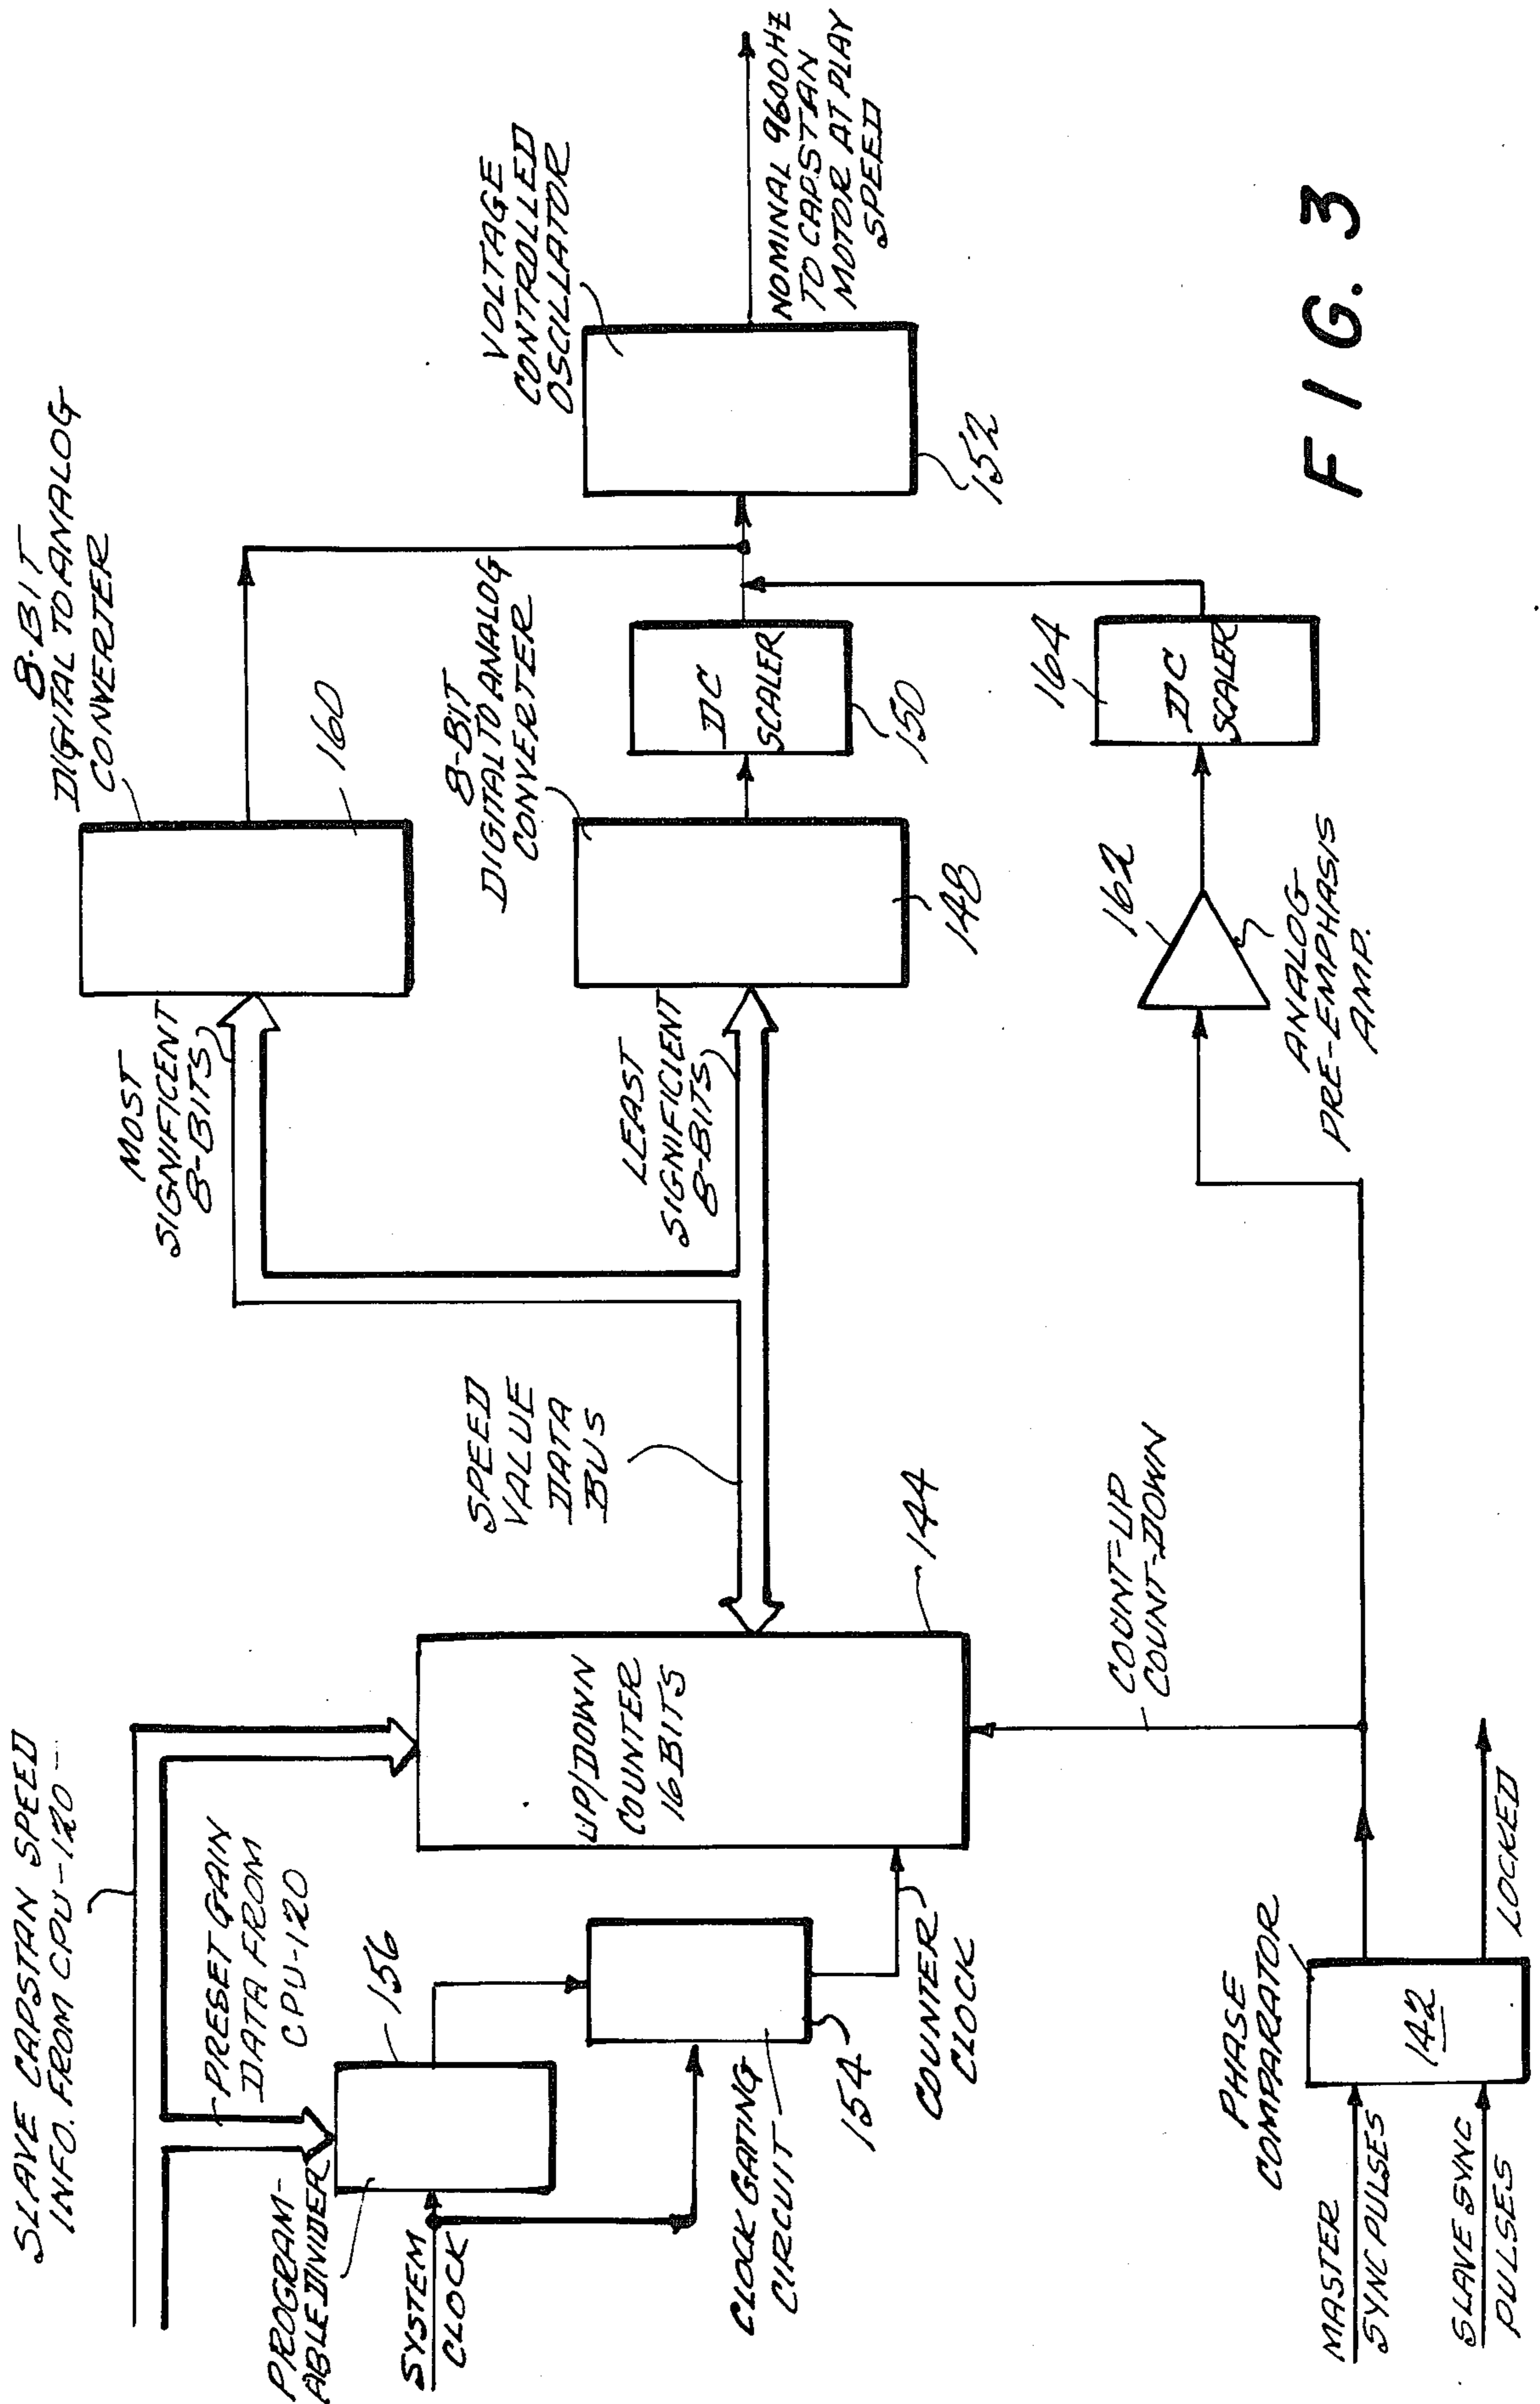 SLAVE CAPSTAN SPEED
INFO. FROM CPU-120
PRESET GAIN
DATA FROM
CPU-120
PROGRAM-
ABLE DIVIDER
156
SYSTEM
CLOCK
CLOCK GATING
CIRCUIT
154
COUNTER
CLOCK
UP/DOWN
COUNTER
16 BITS
144
SPEED
VALUE
DATA
BUS
MOST
SIGNIFICENT
8-BITS
LEAST
SIGNIFICIENT
8-BITS
8-BIT
DIGITAL TO ANALOG
CONVERTER
160
8-BIT
DIGITAL TO ANALOG
CONVERTER
148
DC
SCALER
150
VOLTAGE
CONTROLLED
OSCILLATOR
152
NOMINAL 9600HZ
TO CAPSTAN
MOTOR AT PLAY
SPEED
PHASE
COMPARATOR
142
MASTER
SYNC PULSES
SLAVE SYNC
PULSES
LOCKED
COUNT-UP
COUNT-DOWN
162
ANALOG
PRE-EMPHASIS
AMP.
164
DC
SCALER
FIG. 3